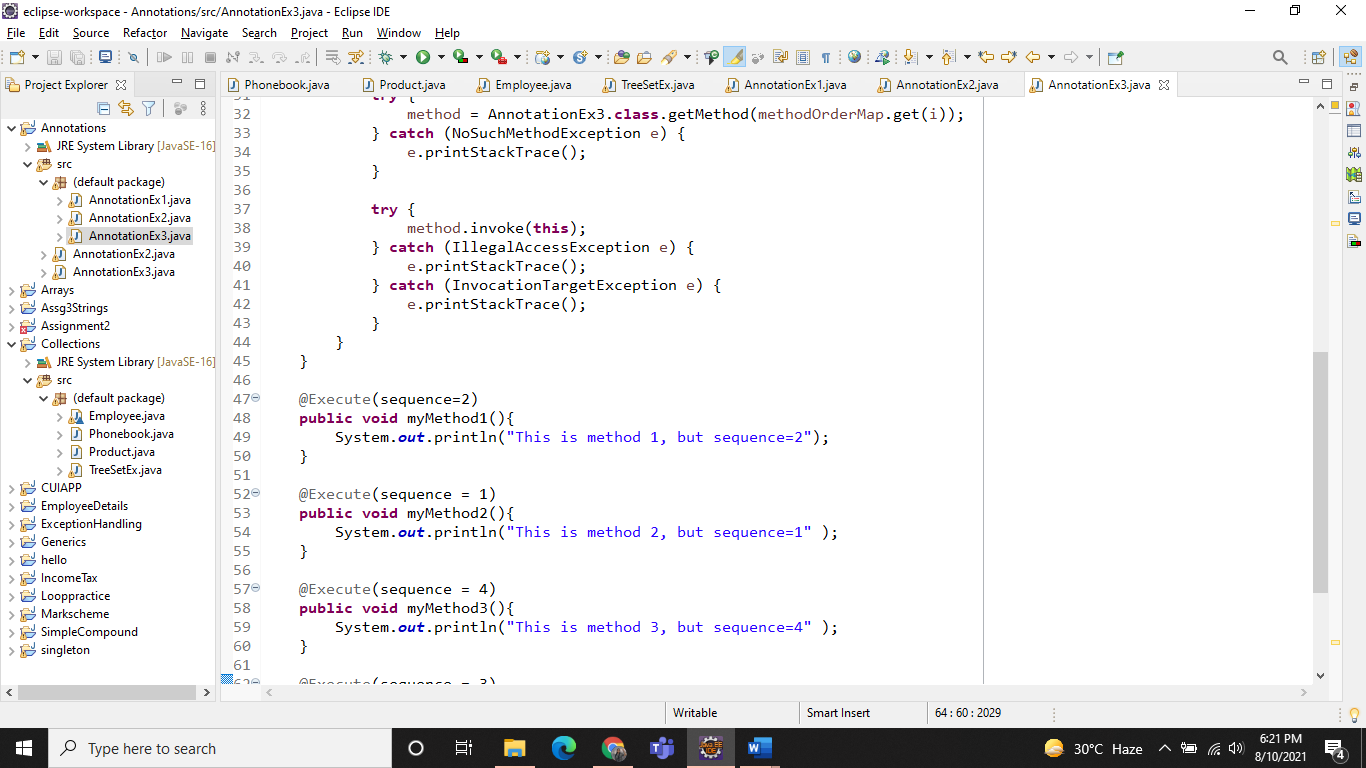 eclipse-workspace - Annotations/src/AnnotationEx3.java - Eclipse IDE
File Edit Source Refactor Navigate Search Project Run Window Help
Project Explorer
Phonebook.java Product.java Employee.java TreeSetEx.java AnnotationEx1.java AnnotationEx2.java AnnotationEx3.java
Annotations
JRE System Library [JavaSE-16]
src
(default package)
AnnotationEx1.java
AnnotationEx2.java
AnnotationEx3.java
AnnotationEx2.java
AnnotationEx3.java
Arrays
Assg3Strings
Assignment2
Collections
JRE System Library [JavaSE-16]
src
(default package)
Employee.java
Phonebook.java
Product.java
TreeSetEx.java
CUIAPP
EmployeeDetails
ExceptionHandling
Generics
hello
IncomeTax
Looppractice
Markscheme
SimpleCompound
singleton
31 try {
32 method = AnnotationEx3.class.getMethod(methodOrderMap.get(i));
33 } catch (NoSuchMethodException e) {
34 e.printStackTrace();
35 }
36
37 try {
38 method.invoke(this);
39 } catch (IllegalAccessException e) {
40 e.printStackTrace();
41 } catch (InvocationTargetException e) {
42 e.printStackTrace();
43 }
44 }
45 }
46
47 @Execute(sequence=2)
48 public void myMethod1(){
49 System.out.println("This is method 1, but sequence=2");
50 }
51
52 @Execute(sequence = 1)
53 public void myMethod2(){
54 System.out.println("This is method 2, but sequence=1" );
55 }
56
57 @Execute(sequence = 4)
58 public void myMethod3(){
59 System.out.println("This is method 3, but sequence=4" );
60 }
61
62 @Execute(sequence = 3)
Writable Smart Insert 64 : 60 : 2029
Type here to search
30°C Haze
6:21 PM
8/10/2021
4